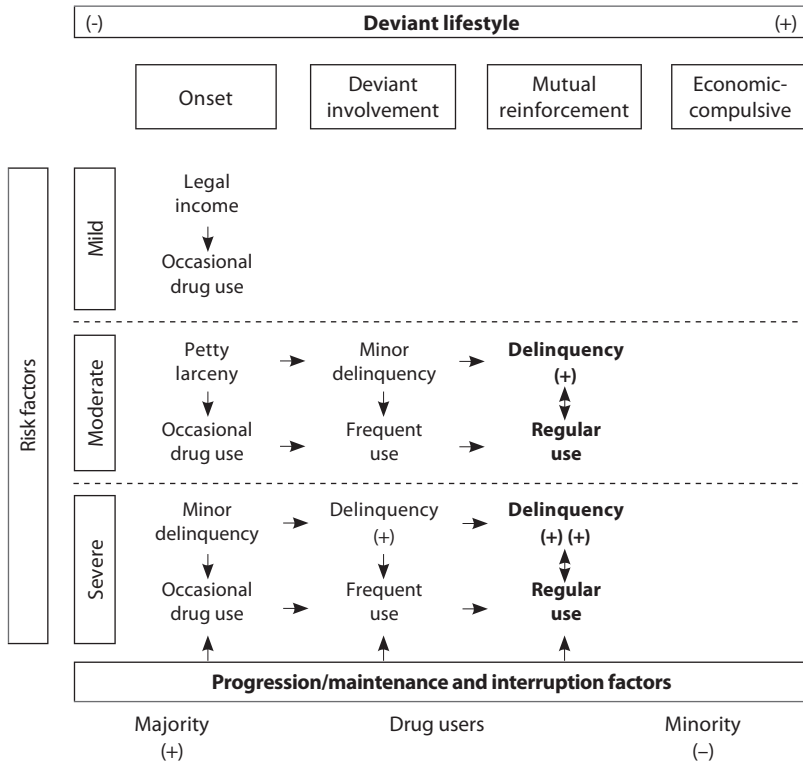 (-) Deviant lifestyle (+)
Onset
Deviant
involvement
Mutual
reinforcement
Economic-
compulsive
Risk factors
Mild
Legal
income
Occasional
drug use
Moderate
Petty
larceny
Minor
delinquency
Delinquency
(+)
Occasional
drug use
Frequent
use
Regular
use
Severe
Minor
delinquency
Delinquency
(+)
Delinquency
(+) (+)
Occasional
drug use
Frequent
use
Regular
use
Progression/maintenance and interruption factors
Majority
(+)
Drug users
Minority
(–)